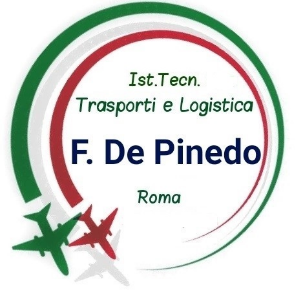 Ist.Tecn.
Trasporti e Logistica
F. De Pinedo
Roma